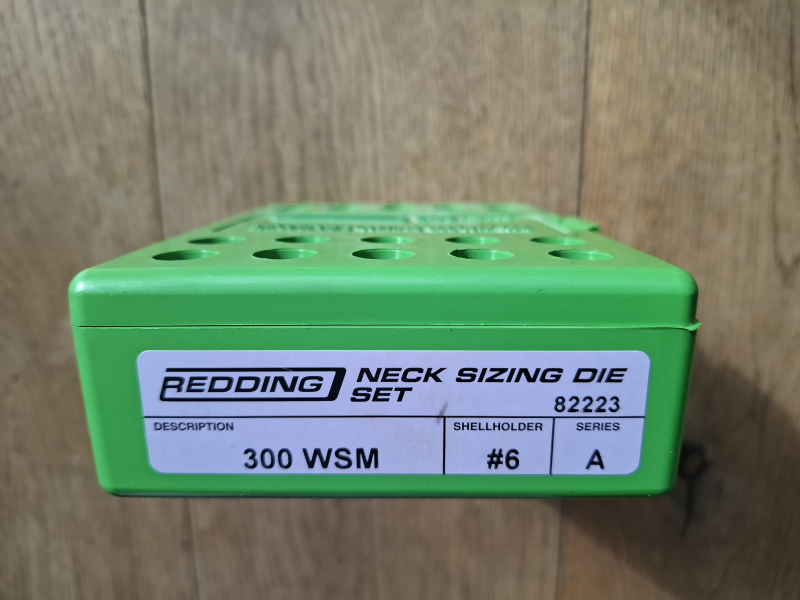 REDDING NECK SIZING DIE
SET
82223
DESCRIPTION SHELLHOLDER SERIES
300 WSM #6 A